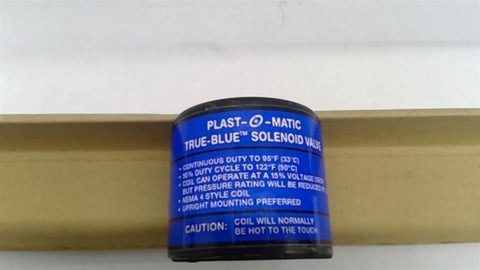 PLAST-O-MATIC
TRUE-BLUE™ SOLENOID VALVE
• CONTINUOUS DUTY TO 95°F (33°C)
• 50% DUTY CYCLE TO 122°F (50°C)
• COIL CAN OPERATE AT A 15% VOLTAGE
BUT PRESSURE RATING WILL BE REDUCED
• NEMA 4 STYLE COIL
• UPRIGHT MOUNTING PREFERRED
CAUTION: COIL WILL NORMALLY
BE HOT TO THE TOUCH